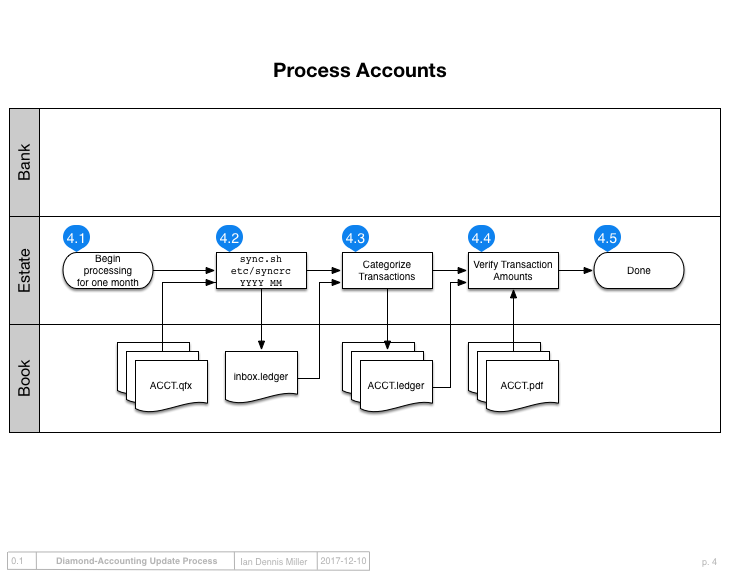 Process Accounts
Bank
Estate
Book
4.1
4.2
4.3
4.4
4.5
Begin
processing
for one month
sync.sh
etc/syncrc
YYYY MM
Categorize
Transactions
Verify Transaction
Amounts
Done
ACCT.qfx
inbox.ledger
ACCT.ledger
ACCT.pdf
0.1
Diamond-Accounting Update Process
Ian Dennis Miller
2017-12-10
p. 4